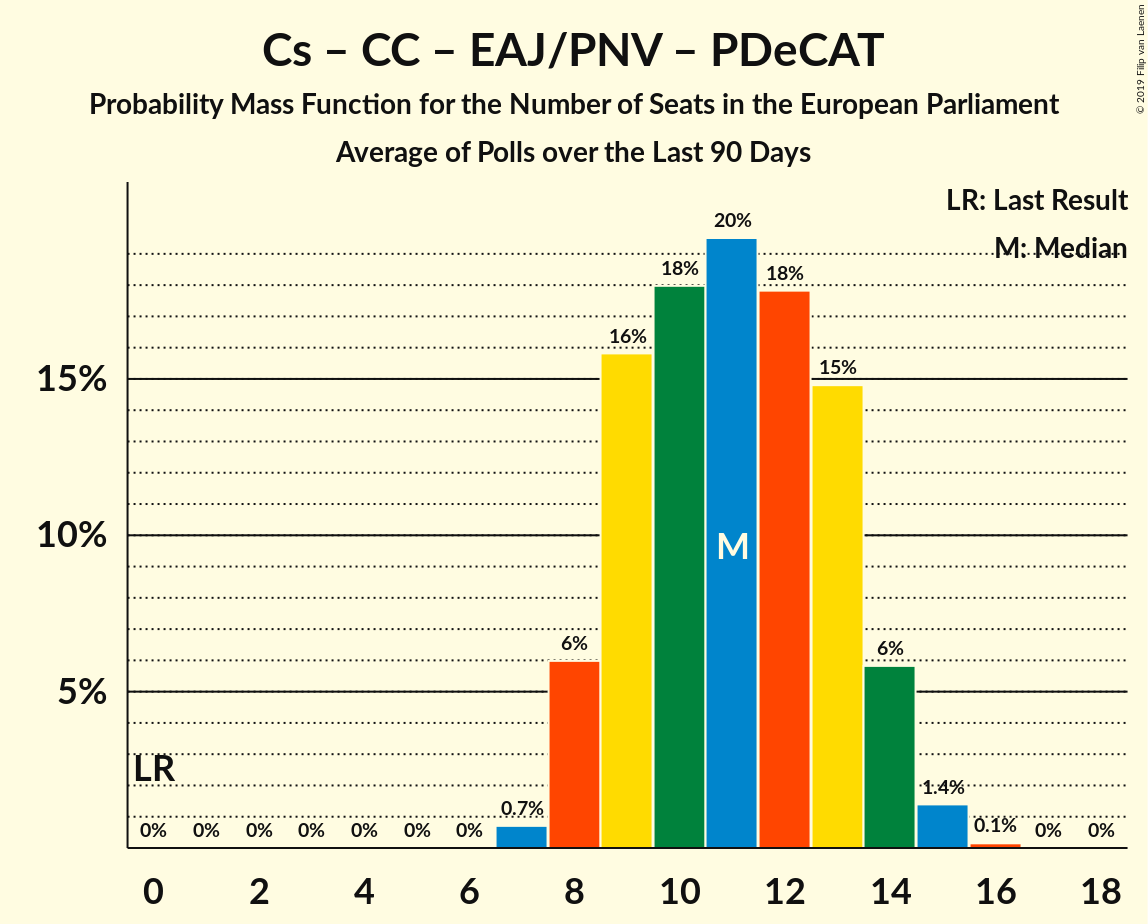 Cs – CC – EAJ/PNV – PDeCAT
Probability Mass Function for the Number of Seats in the European Parliament
Average of Polls over the Last 90 Days
© 2019 Filip van Laenen
LR: Last Result
M: Median
15%
10%
5%
LR
0% 0% 0% 0% 0% 0% 0% 0.7% 6% 16% 18% 20% 18% 15% 6% 1.4% 0.1% 0% 0%
M
0 2 4 6 8 10 12 14 16 18